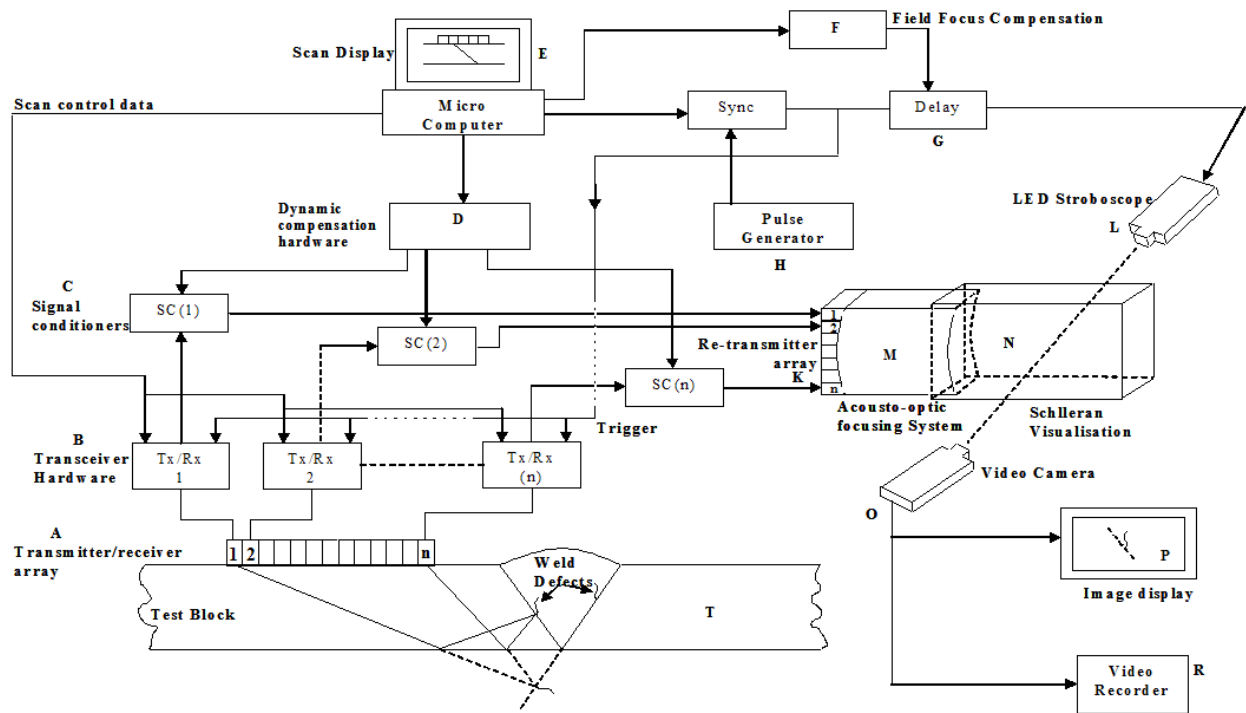 F
Field Focus Compensation
Scan Display
E
Scan control data
Micro
Computer
Sync
Delay
G
LED Stroboscope
L
Dynamic
compensation
hardware
D
Pulse
Generator
H
C
Signal
conditioners
SC(1)
SC(2)
SC(n)
1
2
n
Re-transmitter
array
K
M
N
Acousto-optic
focusing System
Schlleran
Visualisation
Trigger
B
Transceiver
Hardware
Tx/Rx
1
Tx/Rx
2
Tx/Rx
(n)
Video Camera
O
A
Transmitter/receiver
array
1 2 n
Weld
Defects
Test Block
T
P
Image display
Video
Recorder
R